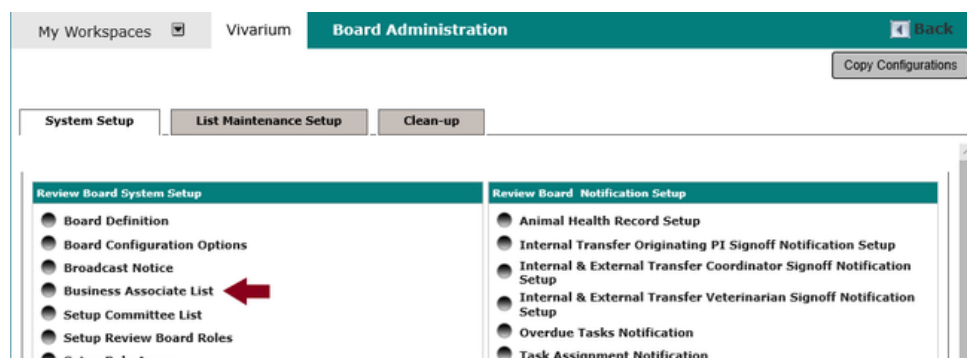 My Workspaces Vivarium Board Administration Back
Copy Configurations
System Setup List Maintenance Setup Clean-up
Review Board System Setup
Board Definition
Board Configuration Options
Broadcast Notice
Business Associate List
Setup Committee List
Setup Review Board Roles
Review Board Notification Setup
Animal Health Record Setup
Internal Transfer Originating PI Signoff Notification Setup
Internal & External Transfer Coordinator Signoff Notification
Setup
Internal & External Transfer Veterinarian Signoff Notification
Setup
Overdue Tasks Notification
Task Assignment Notification